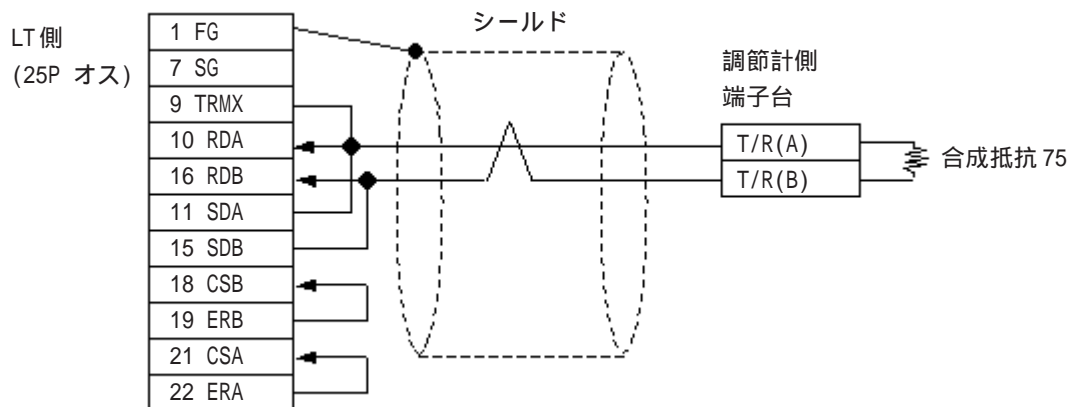 シールド
LT側
(25P オス)
1 FG
7 SG
9 TRMX
10 RDA
16 RDB
11 SDA
15 SDB
18 CSB
19 ERB
21 CSA
22 ERA
調節計側
端子台
T/R(A)
T/R(B)
合成抵抗 75